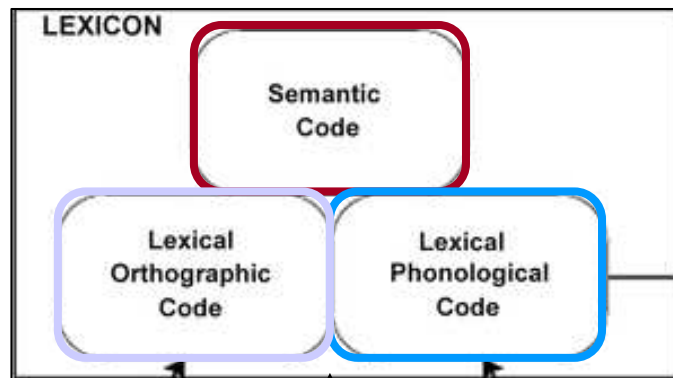 LEXICON
Semantic
Code
Lexical
Orthographic
Code
Lexical
Phonological
Code